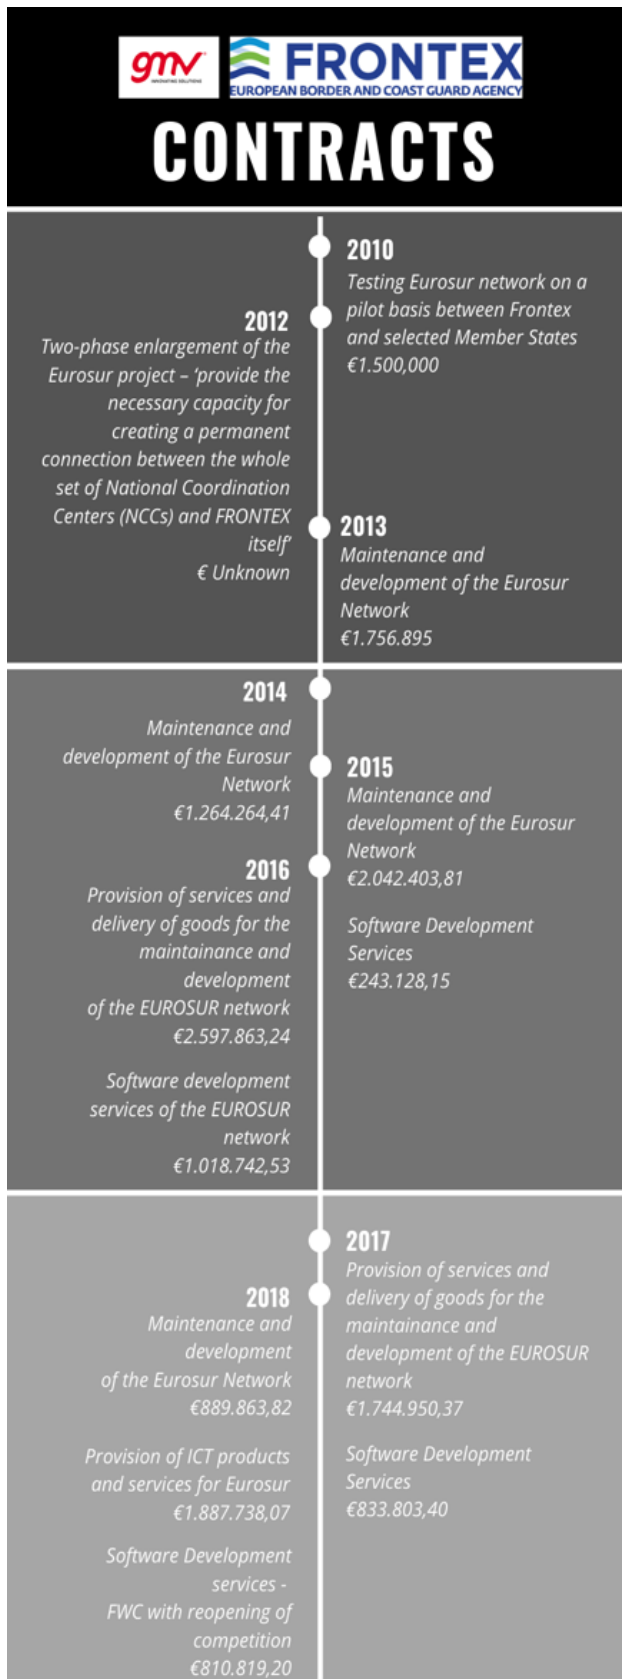 gmv
INNOVATING SOLUTIONS
FRONTEX
EUROPEAN BORDER AND COAST GUARD AGENCY
CONTRACTS
2010
Testing Eurosur network on a
pilot basis between Frontex
and selected Member States
€1.500,000
2012
Two-phase enlargement of the
Eurosur project – ‘provide the
necessary capacity for
creating a permanent
connection between the whole
set of National Coordination
Centers (NCCs) and FRONTEX
itself’
€ Unknown
2013
Maintenance and
development of the Eurosur
Network
€1.756.895
2014
Maintenance and
development of the Eurosur
Network
€1.264.264,41
2015
Maintenance and
development of the Eurosur
Network
€2.042.403,81
Software Development
Services
€243.128,15
2016
Provision of services and
delivery of goods for the
maintainance and
development
of the EUROSUR network
€2.597.863,24
Software development
services of the EUROSUR
network
€1.018.742,53
2017
Provision of services and
delivery of goods for the
maintainance and
development of the EUROSUR
network
€1.744.950,37
Software Development
Services
€833.803,40
2018
Maintenance and
development
of the Eurosur Network
€889.863,82
Provision of ICT products
and services for Eurosur
€1.887.738,07
Software Development
services -
FWC with reopening of
competition
€810.819,20